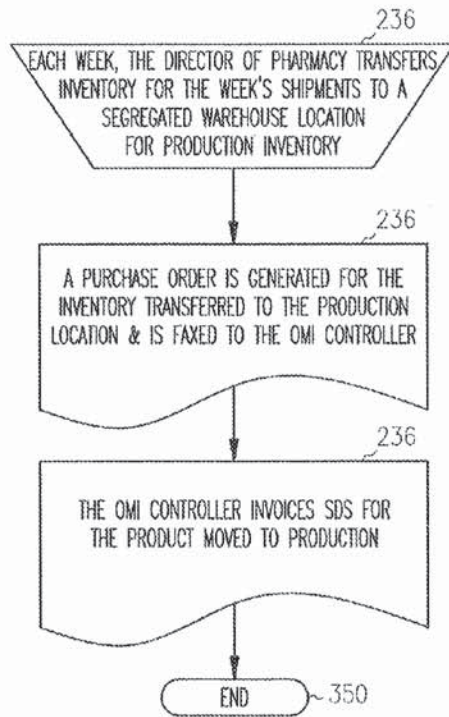 236
EACH WEEK, THE DIRECTOR OF PHARMACY TRANSFERS
INVENTORY FOR THE WEEK'S SHIPMENTS TO A
SEGREGATED WAREHOUSE LOCATION
FOR PRODUCTION INVENTORY
236
A PURCHASE ORDER IS GENERATED FOR THE
INVENTORY TRANSFERRED TO THE PRODUCTION
LOCATION & IS FAXED TO THE OMI CONTROLLER
236
THE OMI CONTROLLER INVOICES SDS FOR
THE PRODUCT MOVED TO PRODUCTION
END 350